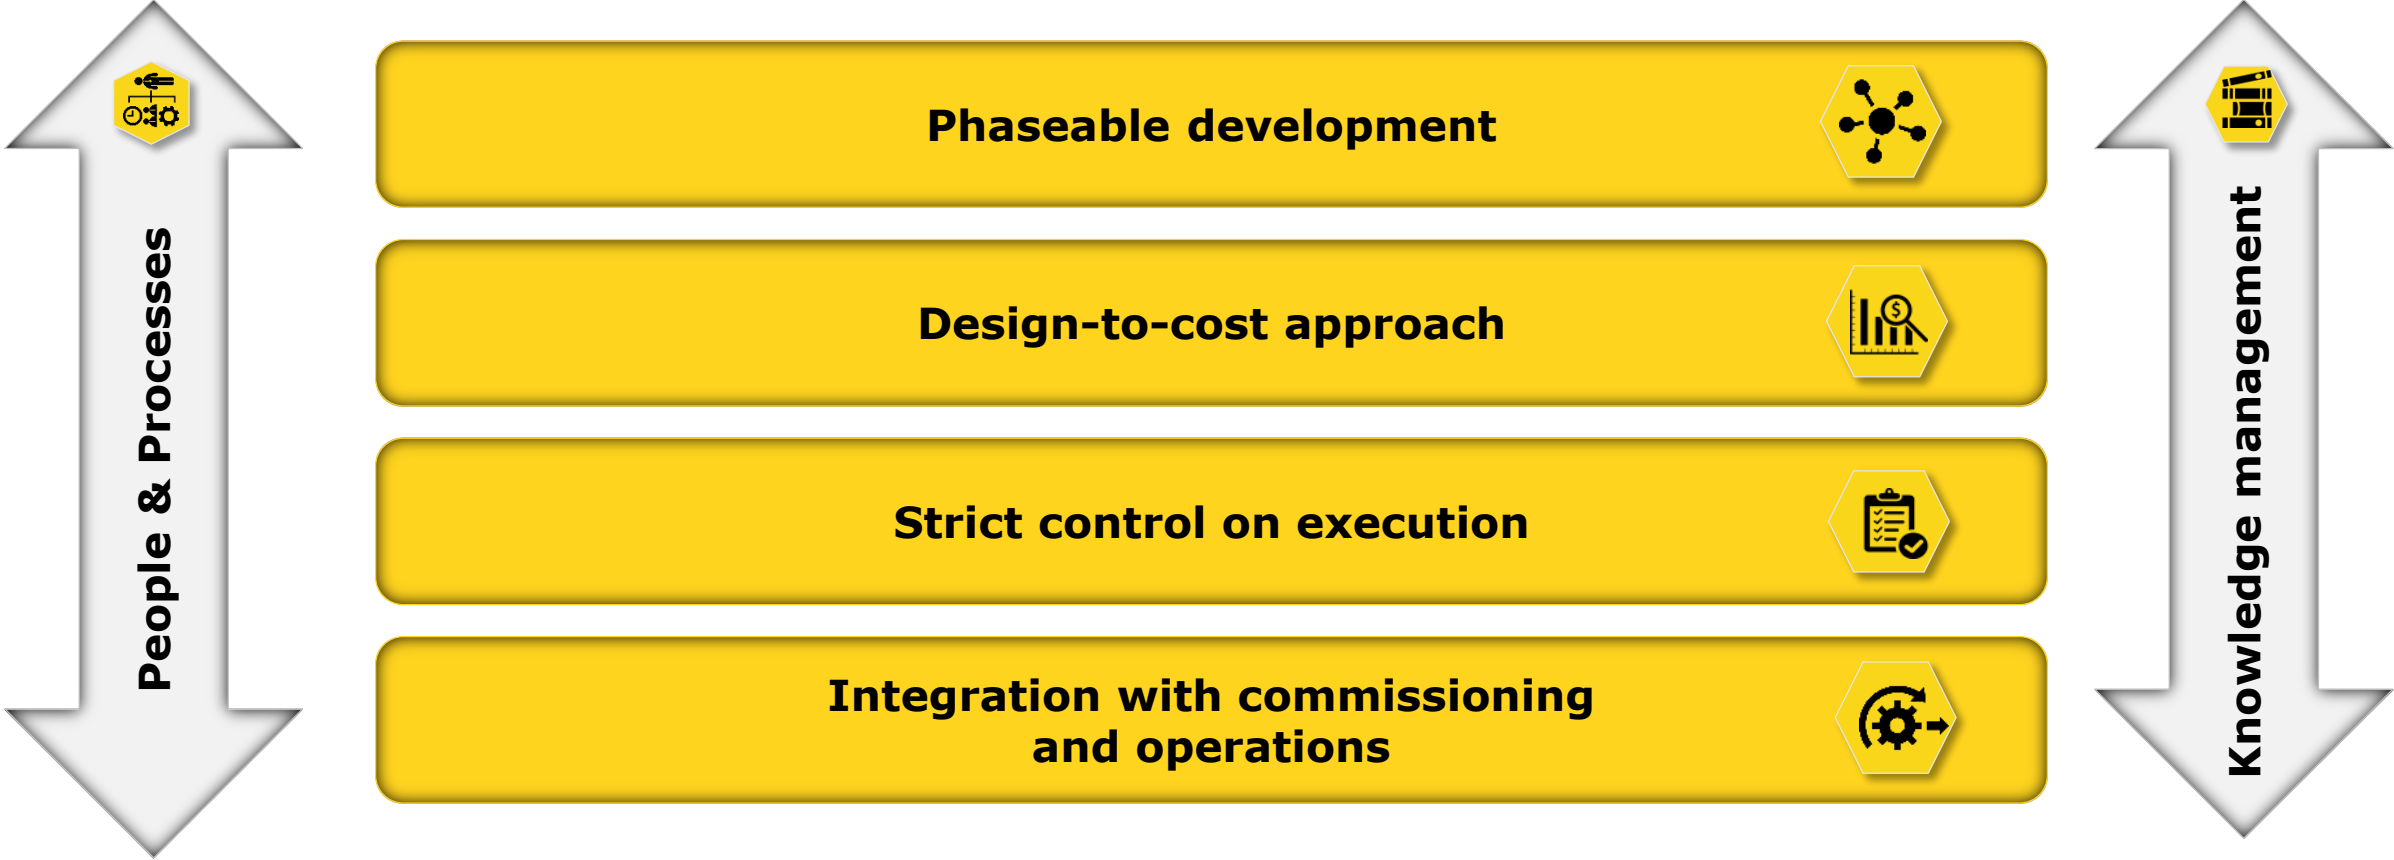 People & Processes
Phaseable development
Design-to-cost approach
$
Strict control on execution
Integration with commissioning
and operations
Knowledge management